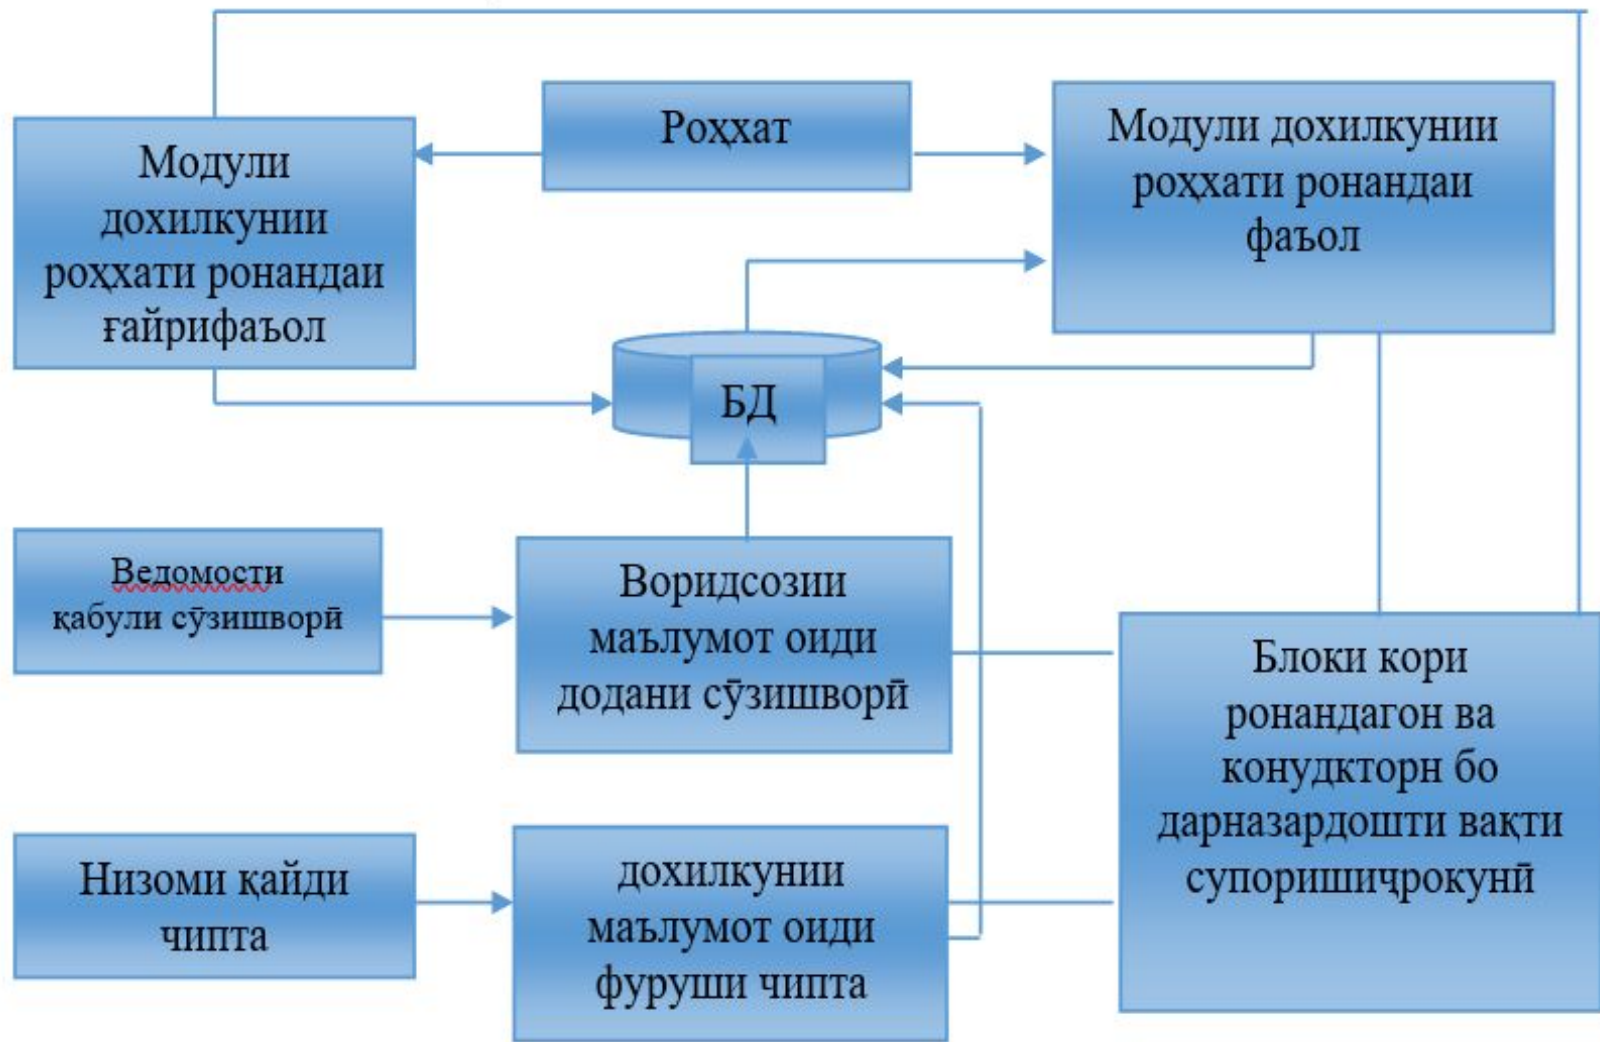 Роҳхат
Модули
дохилкунии
роҳхати ронандаи
ғайрифаъол
Модули дохилкунии
роҳхати ронандаи
фаъол
БД
Ведомости
қабули сӯзишворӣ
Воридсозии
маълумот оиди
додани сӯзишворӣ
Блоки кори
ронандагон ва
конудкторн бо
дарназардошти вақти
супоришиҷрокунӣ
Низоми қайди
чипта
дохилкунии
маълумот оиди
фуруши чипта